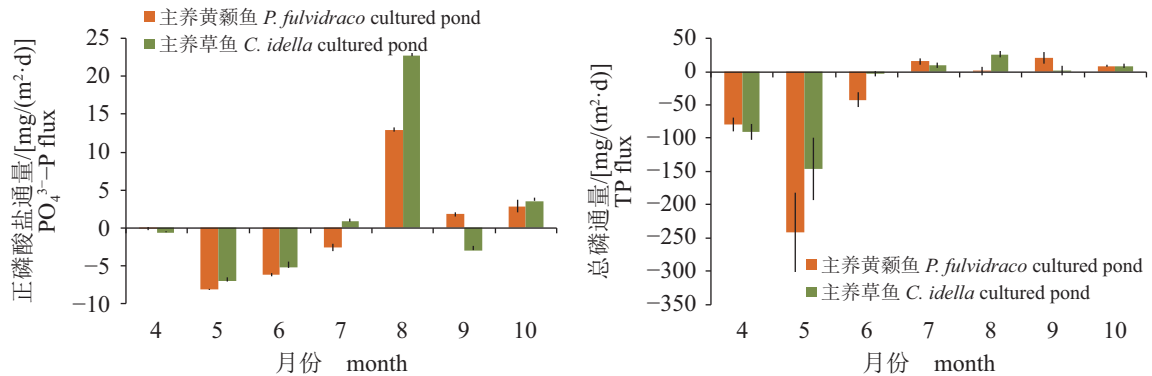 主养黄颡鱼 P. fulvidraco cultured pond
主养草鱼 C. idella cultured pond
正磷酸盐通量/[mg/(m²·d)]
PO₄³⁻–P flux
25
20
15
10
5
0
−5
−10
4 5 6 7 8 9 10
月份 month
总磷通量/[mg/(m²·d)]
TP flux
50
0
−50
−100
−150
−200
−250
−300
−350
主养黄颡鱼 P. fulvidraco cultured pond
主养草鱼 C. idella cultured pond
4 5 6 7 8 9 10
月份 month